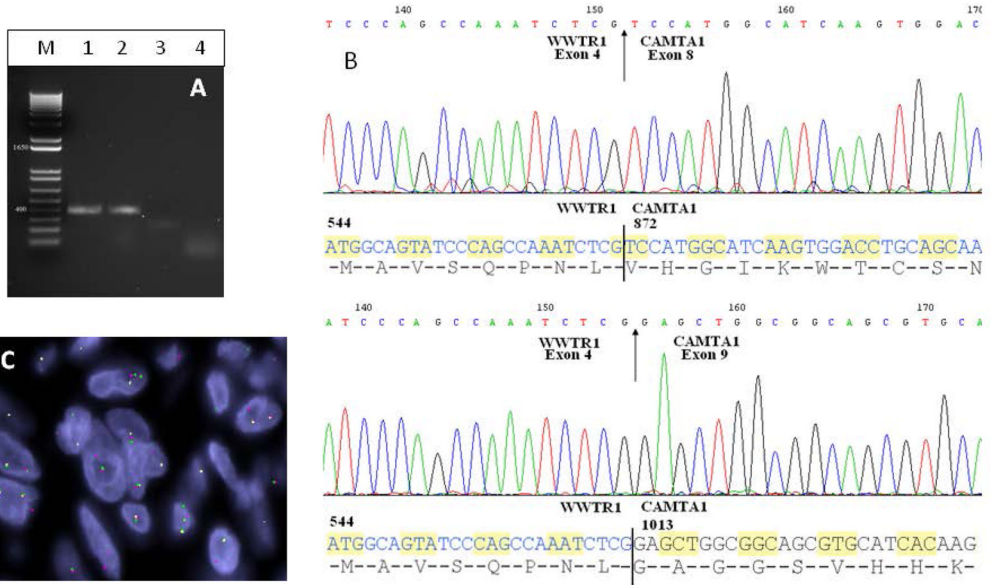 M 1 2 3 4
A
1650
400
C
B
140 150 160 170
T C C C A G C C A A A T C T C G T C C A T G G C A T C A A G T G G A C
WWTR1 CAMTA1
Exon 4 Exon 8
WWTR1 CAMTA1
544 872
ATGGCAGTATCCCAGCCAAATCTCGTCCATGGCATCAAGTGGACCTGCAGCAA
-M--A--V--S--Q--P--N--L--V--H--G--I--K--W--T--C--S--N
140 150 160 170
A T C C C A G C C A A A T C T C G G A G C T G G C G G C A G C G T G C A
WWTR1 CAMTA1
Exon 4 Exon 9
WWTR1 CAMTA1
544 1013
ATGGCAGTATCCCAGCCAAATCTCGGAGCTGGCGGCAGCGTGCATCACAAG
-M--A--V--S--Q--P--N--L--G--A--G--G--S--V--H--H--K-